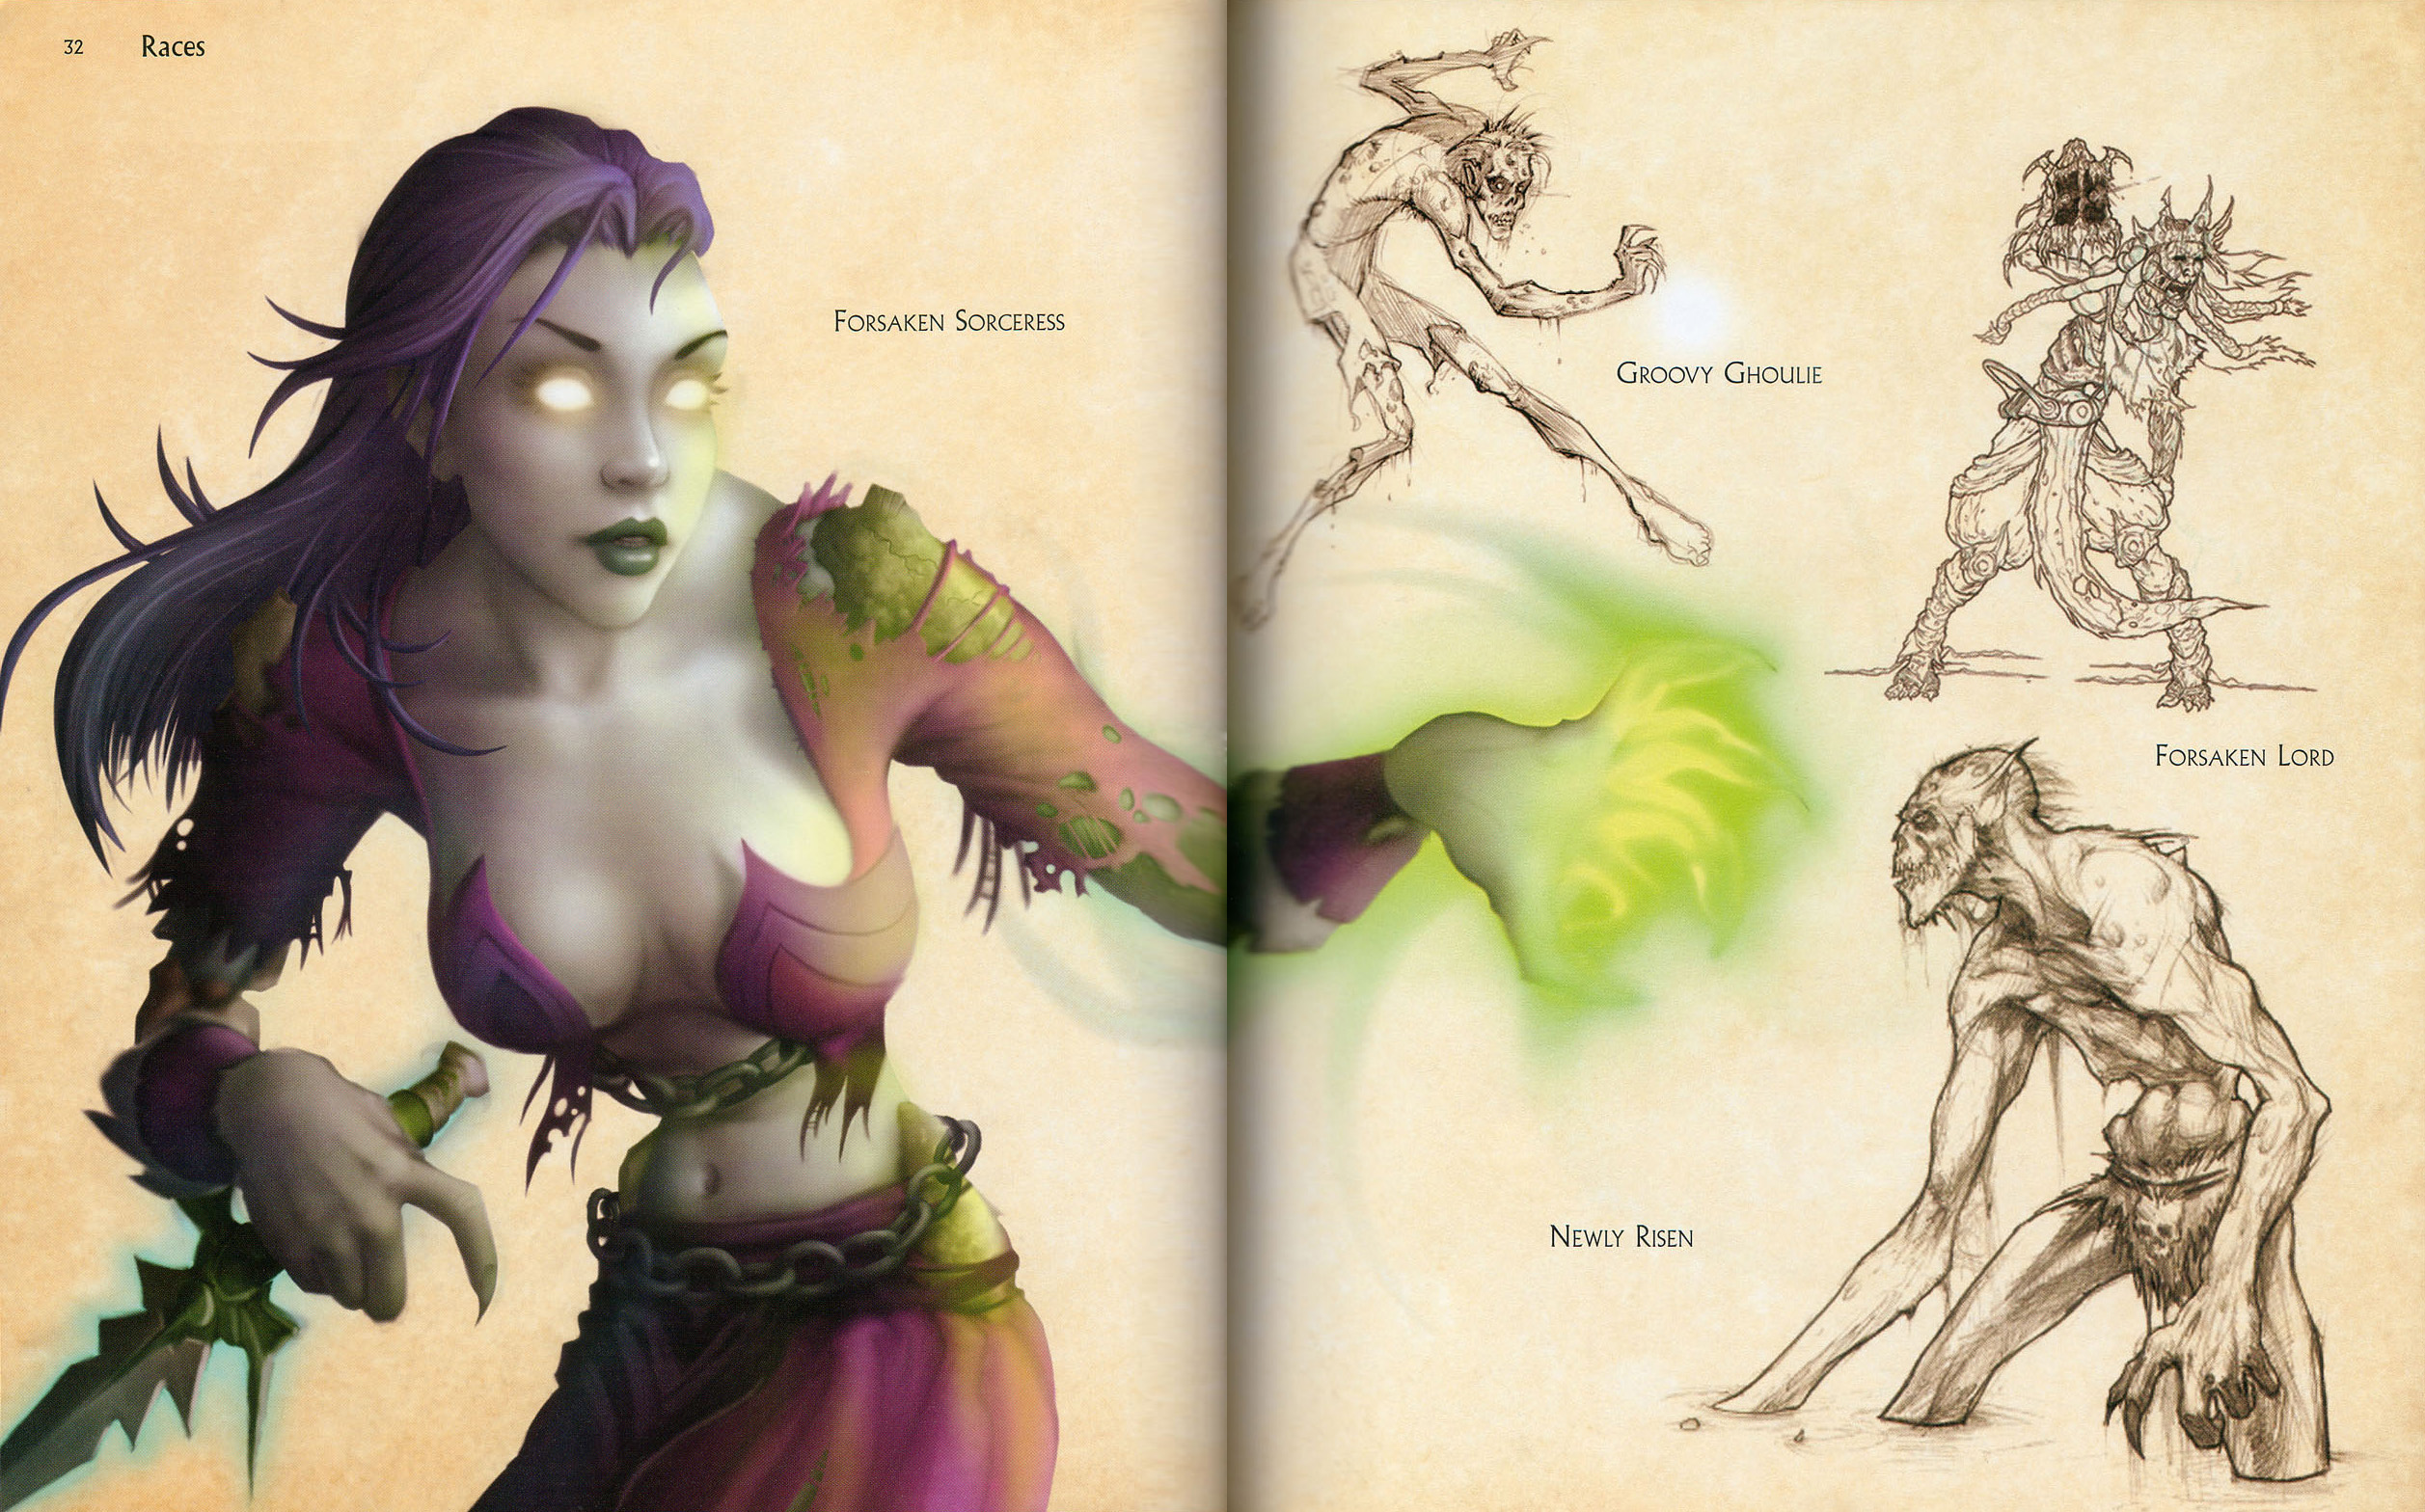 32 Races
Forsaken Sorceress
Groovy Ghoulie
Forsaken Lord
Newly Risen